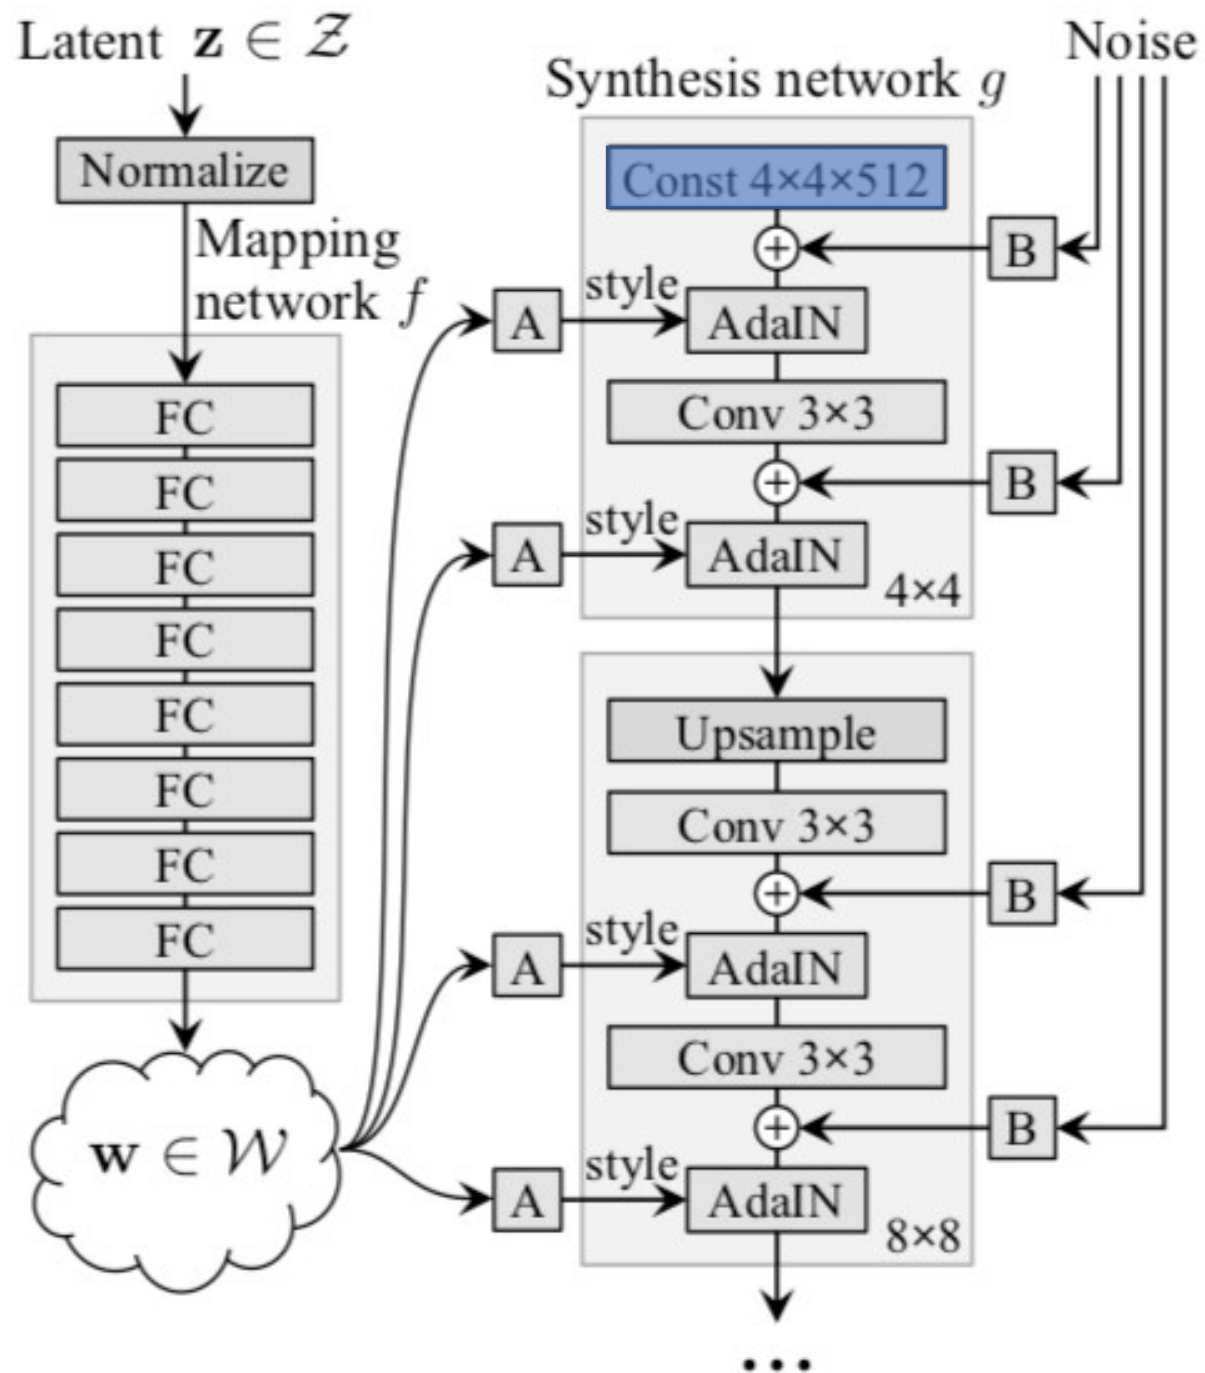 Latent z ∈ 𝒵
Normalize
Mapping
network f
FC
FC
FC
FC
FC
FC
FC
FC
w ∈ 𝒲
Synthesis network g
Noise
Const 4×4×512
B
A
style
AdaIN
Conv 3×3
B
A
style
AdaIN
4×4
Upsample
Conv 3×3
B
A
style
AdaIN
Conv 3×3
B
A
style
AdaIN
8×8
...